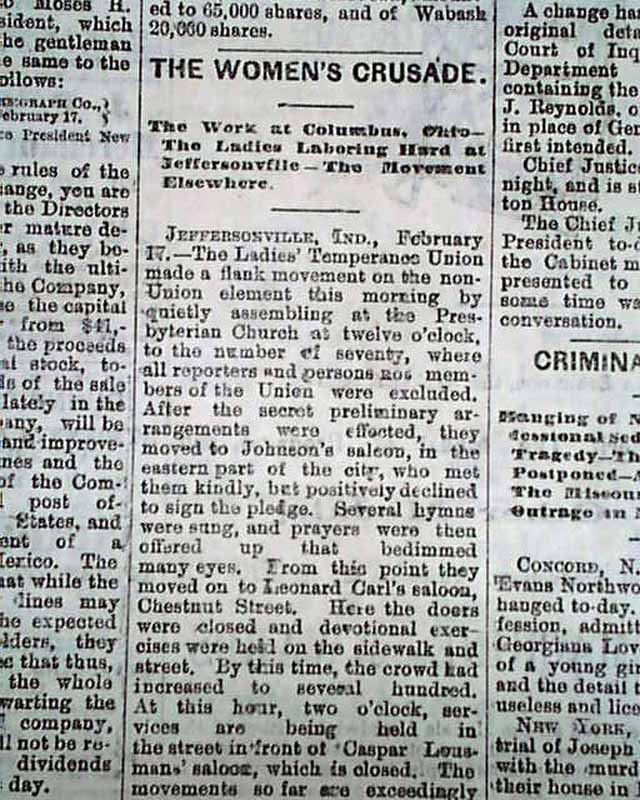 to Moses H.
sident, which
the gentleman
e same to the
ollows:
EGRAPH Co.,
ebruary 17.
President New
e rules of the
ange, you are
the Directors
r mature de-
, as they be-
ith the ulti-
he Company,
se the capital
from $41,-
the proceeds
al stock, to-
ds of the sale
lately in the
any, will be
and improve-
nes and the
of the Com-
l post of-
States, and
ent of a
Mexico. The
hat while the
lines may
he expected
lders, they
that thus,
the whole
warting the
company,
ll not be re-
dividends
day.
ed to 65,000 shares, and of Wabash
20,000 shares.
THE WOMEN'S CRUSADE.
The Work at Columbus, Ohio—
The Ladies Laboring Hard at
Jeffersonville—The Movement
Elsewhere.
JEFFERSONVILLE, IND., February
17.—The Ladies' Temperance Union
made a flank movement on the non-
Union element this morning by
quietly assembling at the Pres-
byterian Church at twelve o'clock,
to the number of seventy, where
all reporters and persons not mem-
bers of the Union were excluded.
After the secret preliminary ar-
rangements were effected, they
moved to Johnson's saloon, in the
eastern part of the city, who met
them kindly, but positively declined
to sign the pledge. Several hymns
were sung, and prayers were then
offered up that bedimmed
many eyes. From this point they
moved on to Leonard Carl's saloon,
Chestnut Street. Here the doors
were closed and devotional exer-
cises were held on the sidewalk and
street. By this time, the crowd had
increased to several hundred.
At this hour, two o'clock, ser-
vices are being held in
the street in front of Caspar Lous-
mans' saloon, which is closed. The
movements so far are exceedingly
A change ha
original deta
Court of Inq
Department
containing the
J. Reynolds, o
in place of Gen
first intended.
Chief Justice
night, and is st
ton House.
The Chief Ju
President to-d
the Cabinet m
presented to
some time wa
conversation.
CRIMINA
Hanging of N
fessional Sed
Tragedy—Th
Postponed—A
The Missou
Outrage in
CONCORD, N.
Evans Northwo
hanged to-day.
fession, admitt
Georgiana Lov
of a young gir
and the detail t
useless and lice
NEW YORK,
trial of Joseph
with the murd
their house in